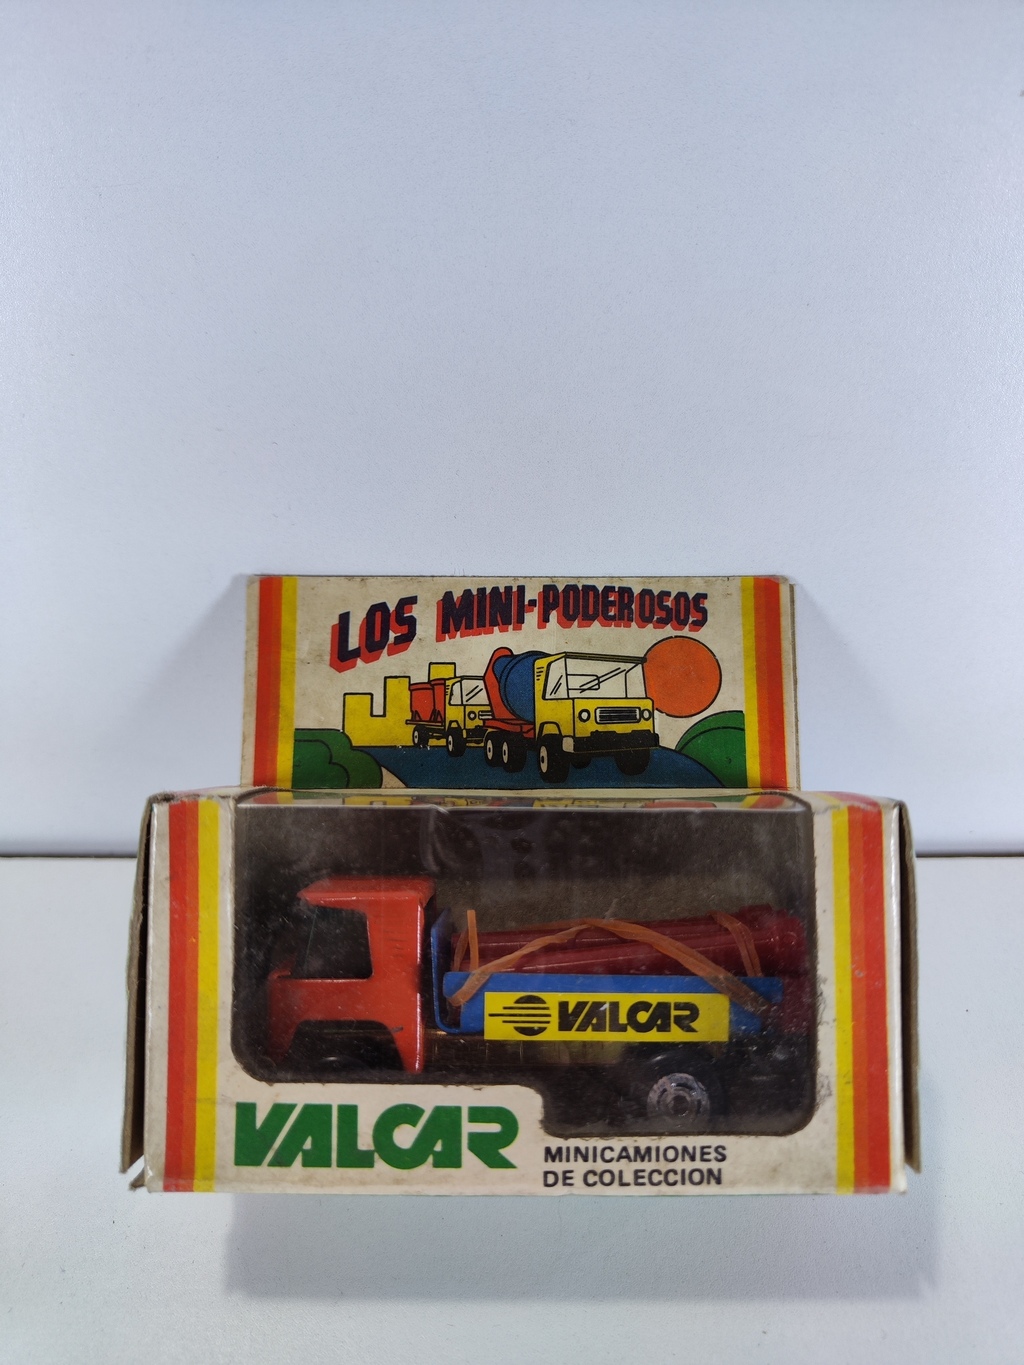 LOS MINI-PODEROSOS
VALCAR
VALCAR
MINICAMIONES
DE COLECCION